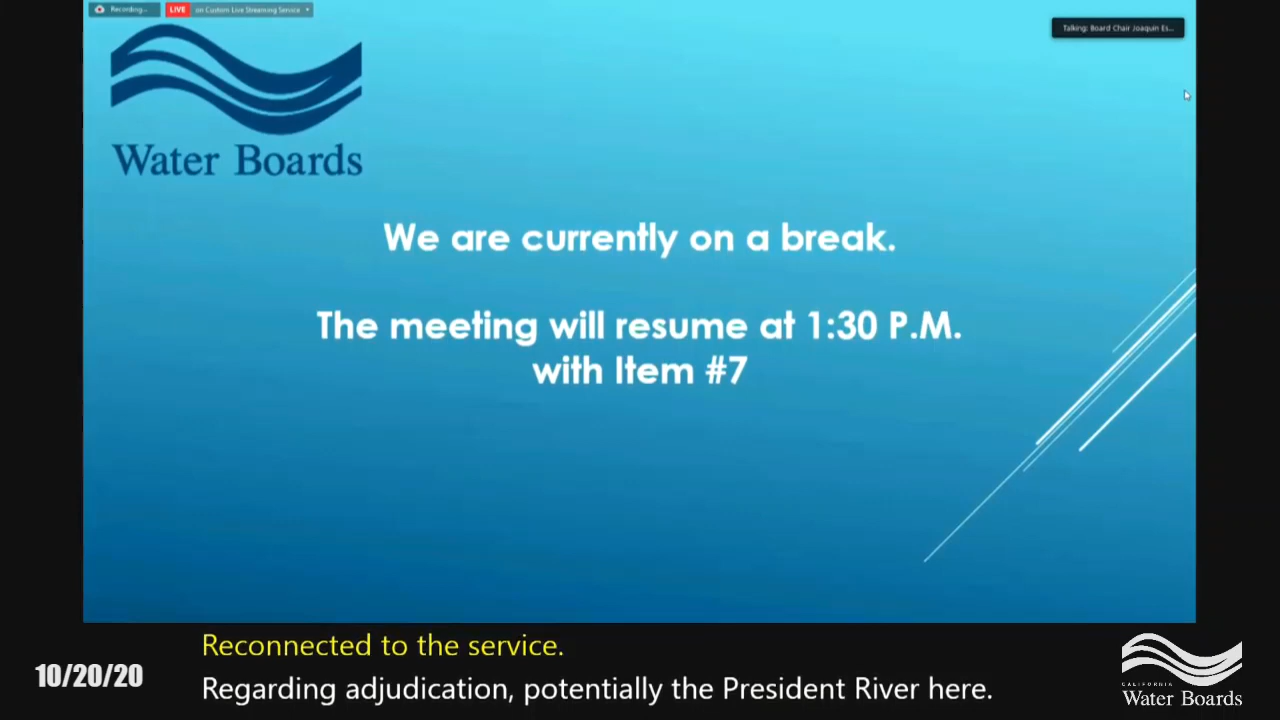 Recording...
LIVE on Custom Live Streaming Service
Talking: Board Chair Joaquin Es...
Water Boards
We are currently on a break.
The meeting will resume at 1:30 P.M.
with Item #7
Reconnected to the service.
10/20/20
Regarding adjudication, potentially the President River here.
CALIFORNIA
Water Boards